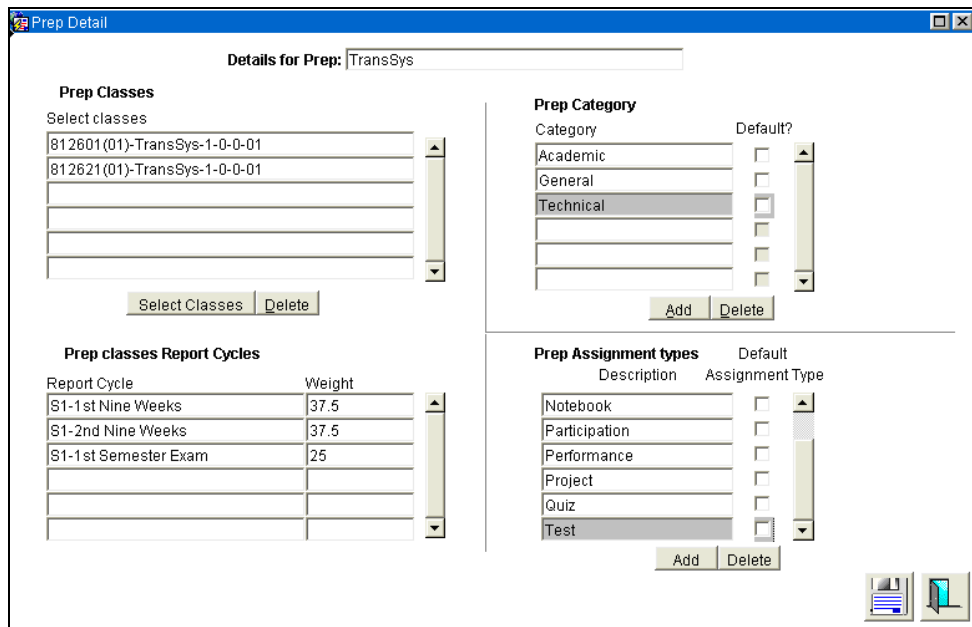 Prep Detail
Details for Prep: TransSys
Prep Classes
Select classes
812601(01)-TransSys-1-0-0-01
812621(01)-TransSys-1-0-0-01
Select Classes Delete
Prep Category
Category Default?
Academic
General
Technical
Add Delete
Prep classes Report Cycles
Report Cycle Weight
S1-1st Nine Weeks 37.5
S1-2nd Nine Weeks 37.5
S1-1st Semester Exam 25
Prep Assignment types Default
Description Assignment Type
Notebook
Participation
Performance
Project
Quiz
Test
Add Delete